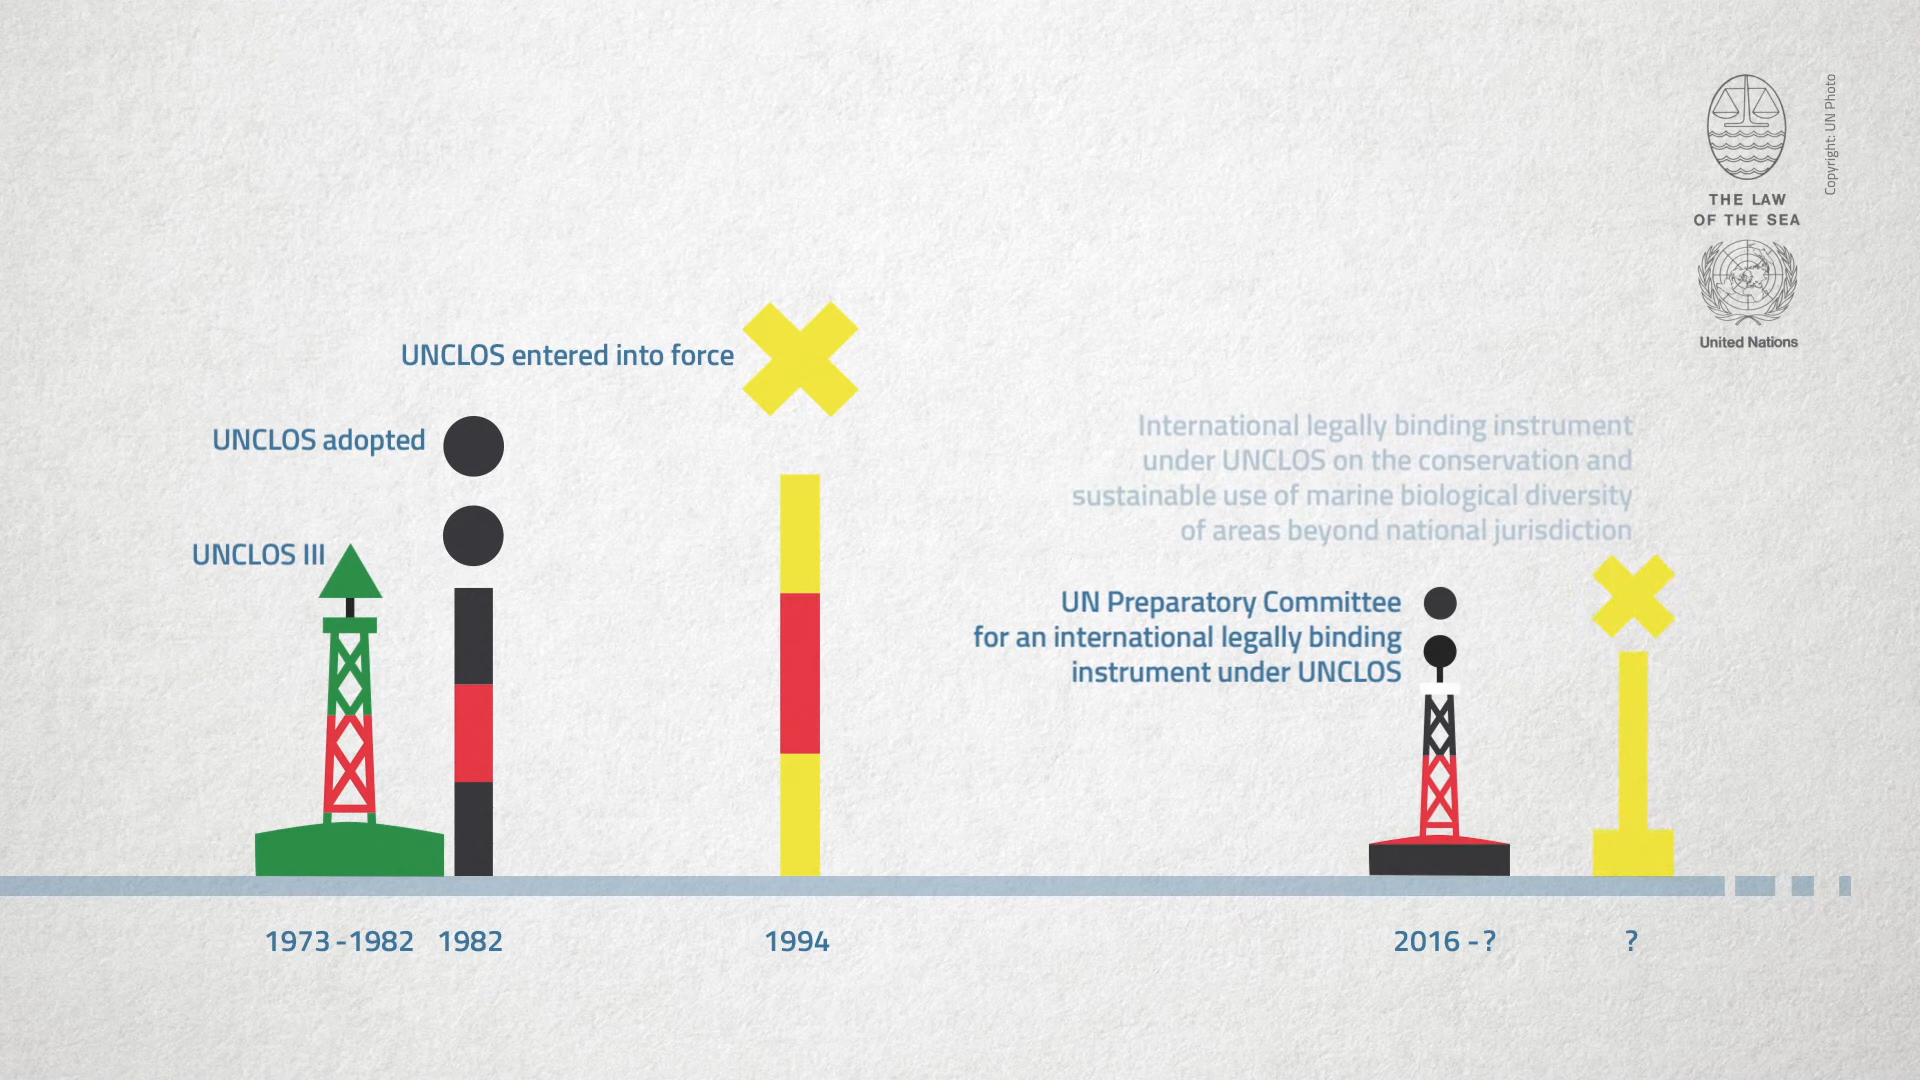 THE LAW
OF THE SEA
Copyright: UN Photo
United Nations
UNCLOS entered into force
UNCLOS adopted
UNCLOS III
International legally binding instrument
under UNCLOS on the conservation and
sustainable use of marine biological diversity
of areas beyond national jurisdiction
UN Preparatory Committee
for an international legally binding
instrument under UNCLOS
1973 - 1982
1982
1994
2016 - ?
?